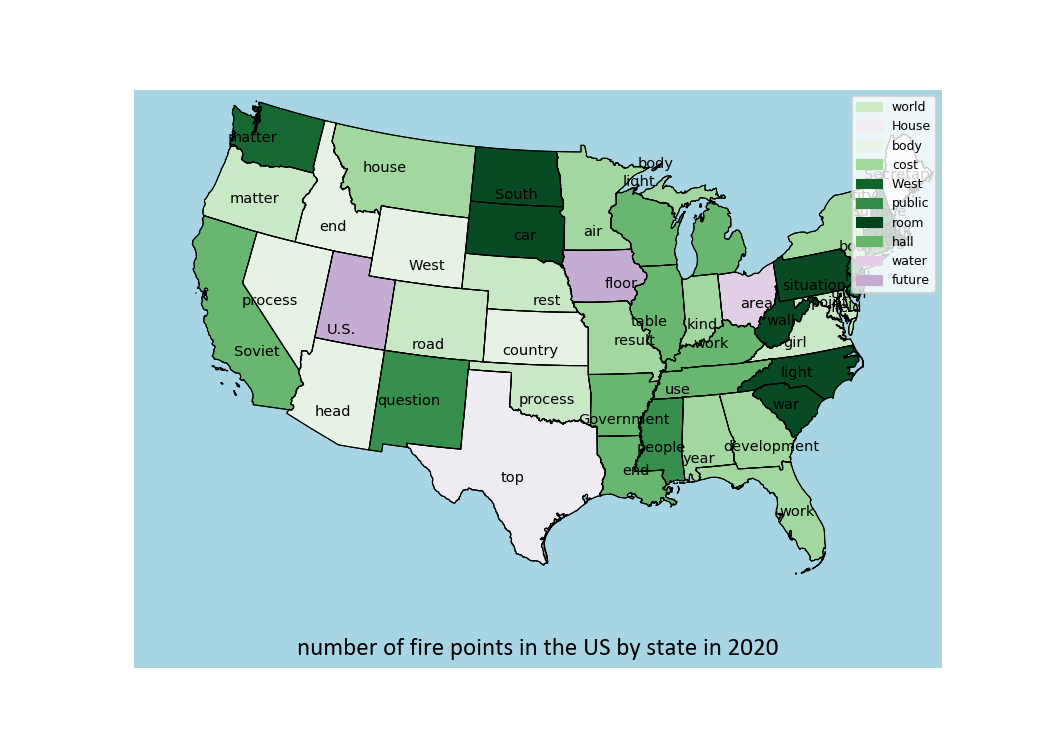 world
House
body
cost
West
public
room
hall
water
future
matter
house
South
body
light
matter
end
car
air
West
floor
situation
process
rest
area
point
field
U.S.
table
kind
wall
Soviet
road
country
result
work
girl
head
question
process
use
light
Government
war
people
year
development
top
end
work
number of fire points in the US by state in 2020